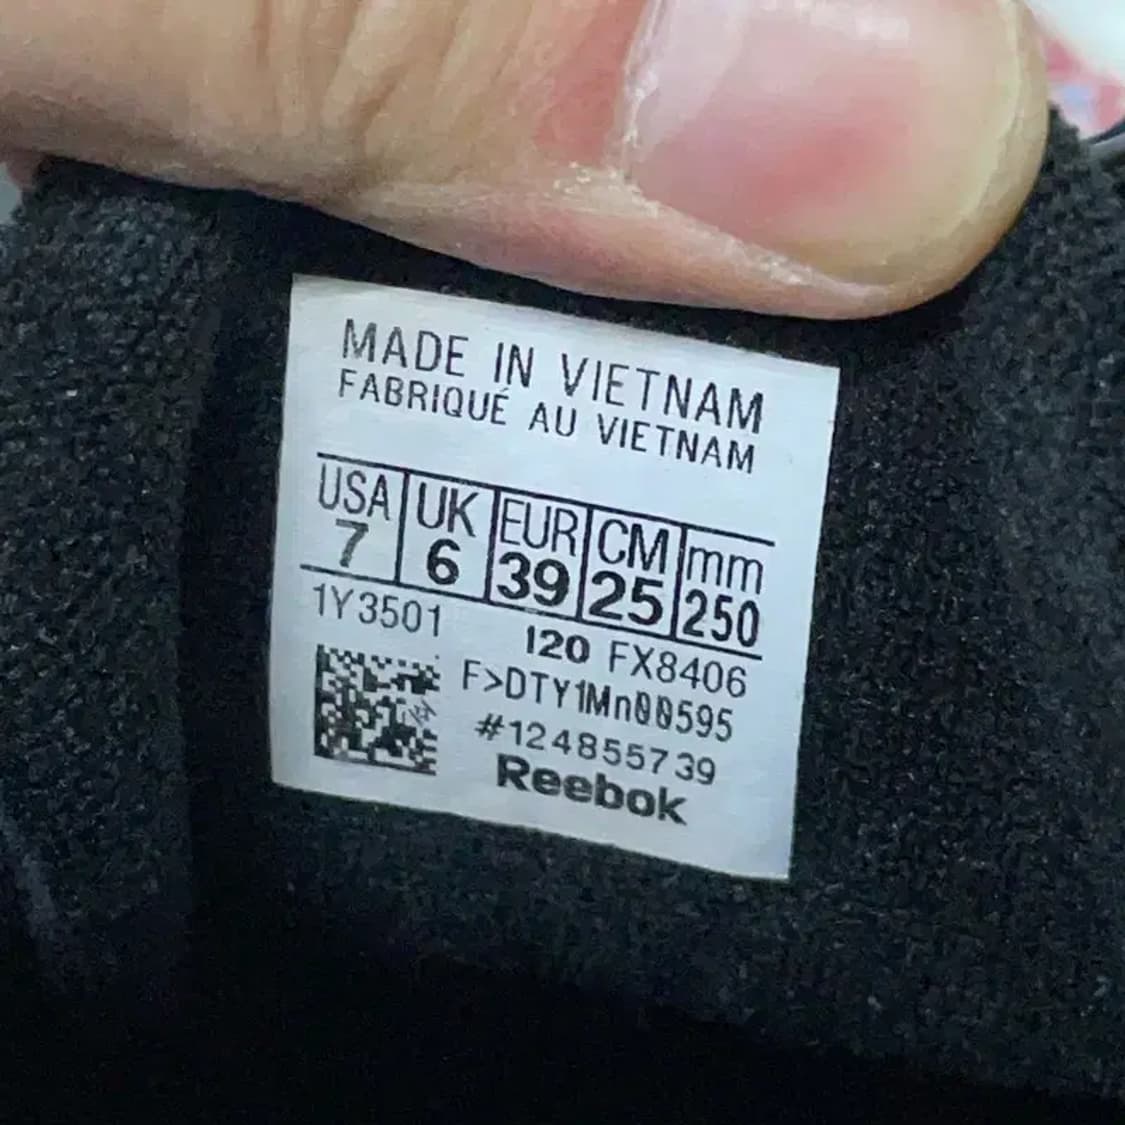 MADE IN VIETNAM
FABRIQUÉ AU VIETNAM
USA UK EUR CM mm
7 6 39 25 250
1Y3501 120 FX8406
F>DTY1Mn00595
#124855739
Reebok